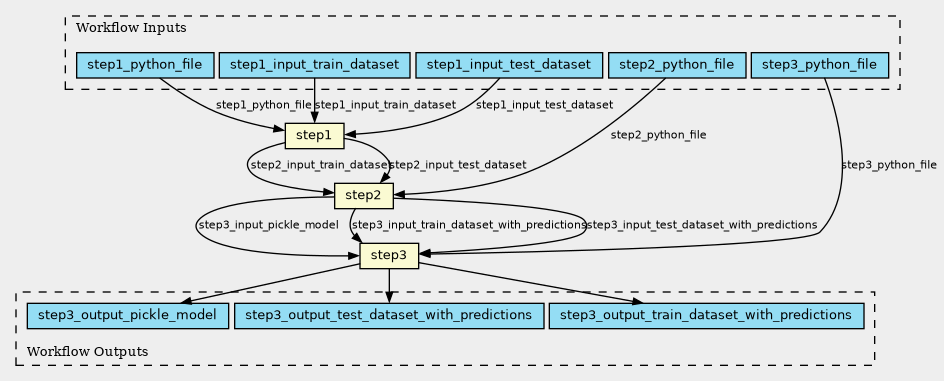 Workflow Inputs
step1_python_file
step1_input_train_dataset
step1_input_test_dataset
step2_python_file
step3_python_file
step1_python_file
step1_input_train_dataset
step1_input_test_dataset
step1
step2_python_file
step2_input_train_dataset
step2_input_test_dataset
step3_python_file
step2
step3_input_pickle_model
step3_input_train_dataset_with_predictions
step3_input_test_dataset_with_predictions
step3
step3_output_pickle_model
step3_output_test_dataset_with_predictions
step3_output_train_dataset_with_predictions
Workflow Outputs